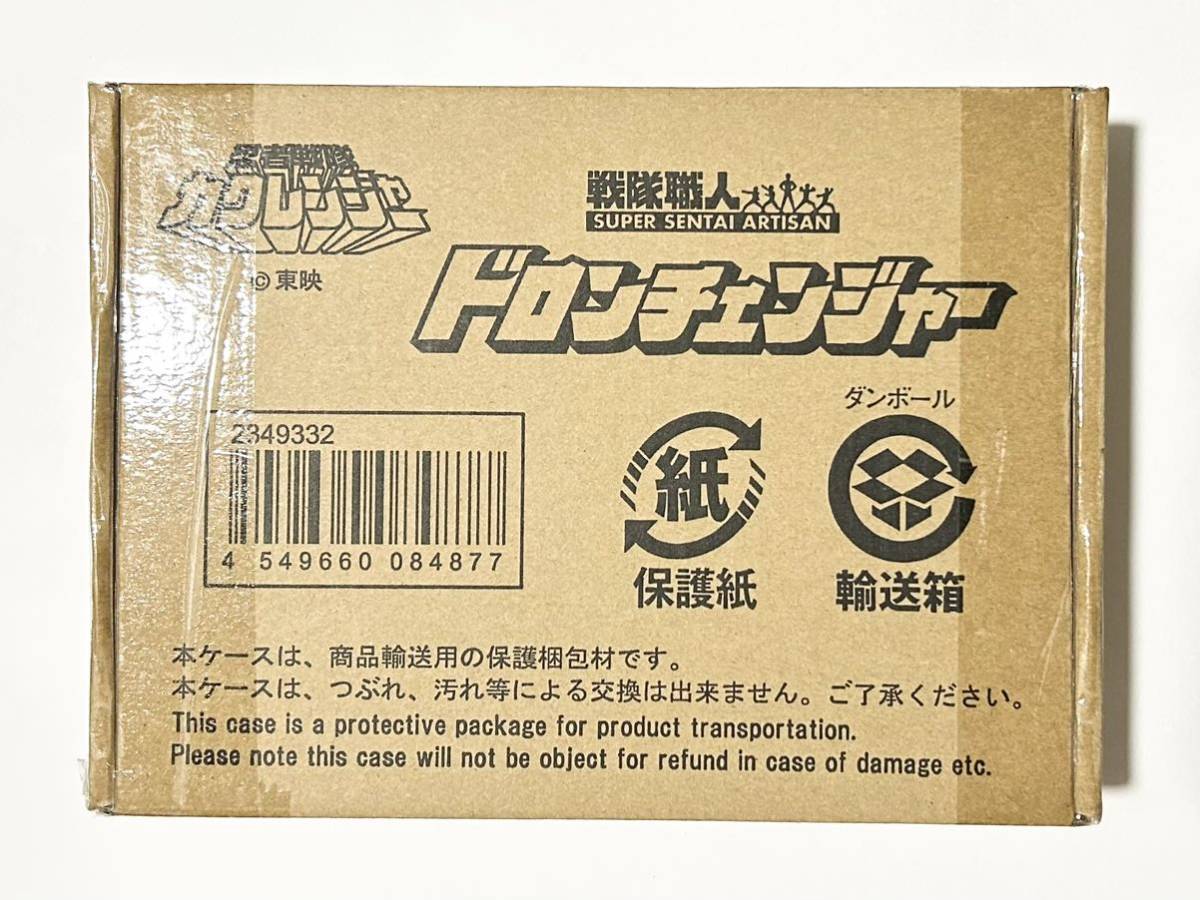 忍者戦隊
カクレンジャー
© 東映
戦隊職人
SUPER SENTAI ARTISAN
ドロンチェンジャー
2349332
4 549660 084877
紙
保護紙
ダンボール
輸送箱
本ケースは、商品輸送用の保護梱包材です。
本ケースは、つぶれ、汚れ等による交換は出来ません。ご了承ください。
This case is a protective package for product transportation.
Please note this case will not be object for refund in case of damage etc.